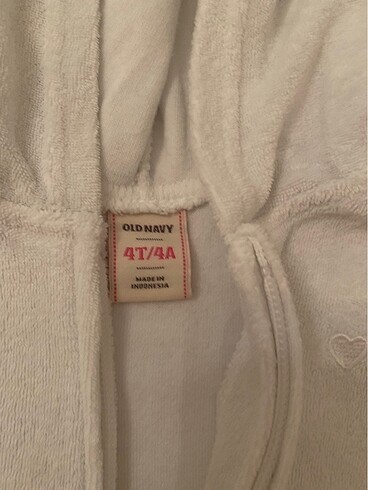 OLD NAVY
4T/4A
MADE IN
INDONESIA